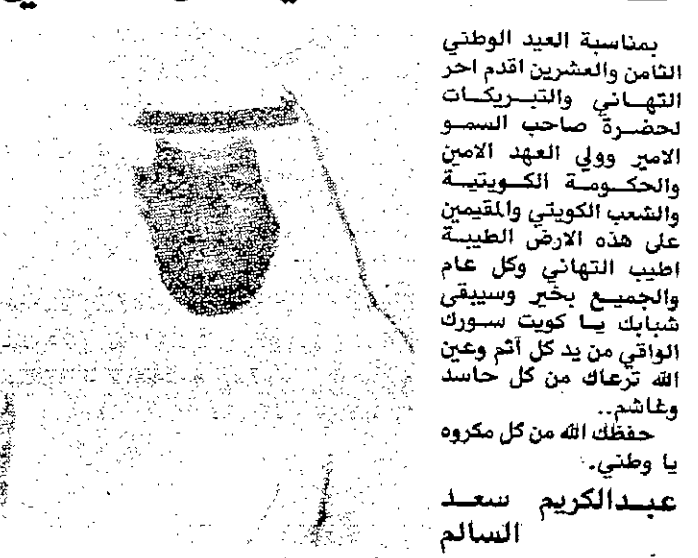 بمناسبة العيد الوطني
الثامن والعشرين اقدم احر
التهاني والتبريكات
لحضرة صاحب السمو
الامير وولي العهد الامين
والحكومة الكويتية
والشعب الكويتي والمقيمين
على هذه الارض الطيبة
اطيب التهاني وكل عام
والجميع بخير وسيبقى
شبابك يا كويت سورك
الواقي من يد كل آثم وعين
الله ترعاك من كل حاسد
وغاشم..
حفظك الله من كل مكروه
يا وطني.
عبدالكريم سعد
السالم